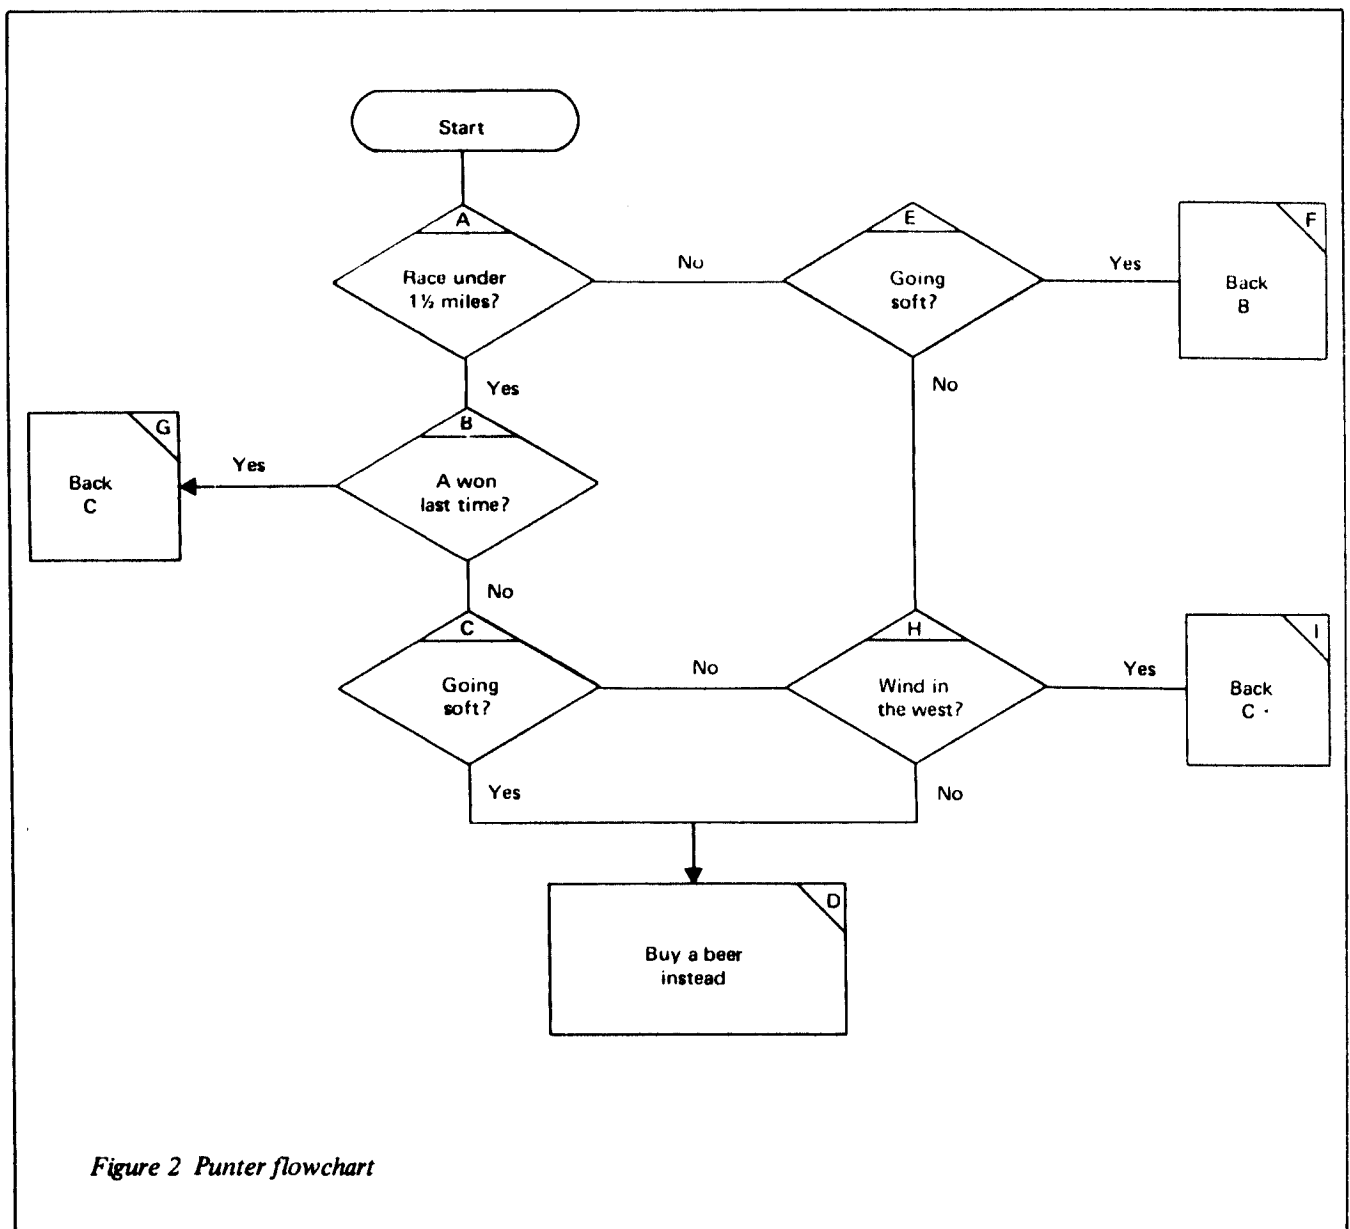 Start
A
Race under
1½ miles?
No
E
Going
soft?
Yes
F
Back
B
Yes
No
G
Back
C
Yes
B
A won
last time?
No
C
Going
soft?
No
H
Wind in
the west?
Yes
I
Back
C
Yes
No
D
Buy a beer
instead
Figure 2 Punter flowchart